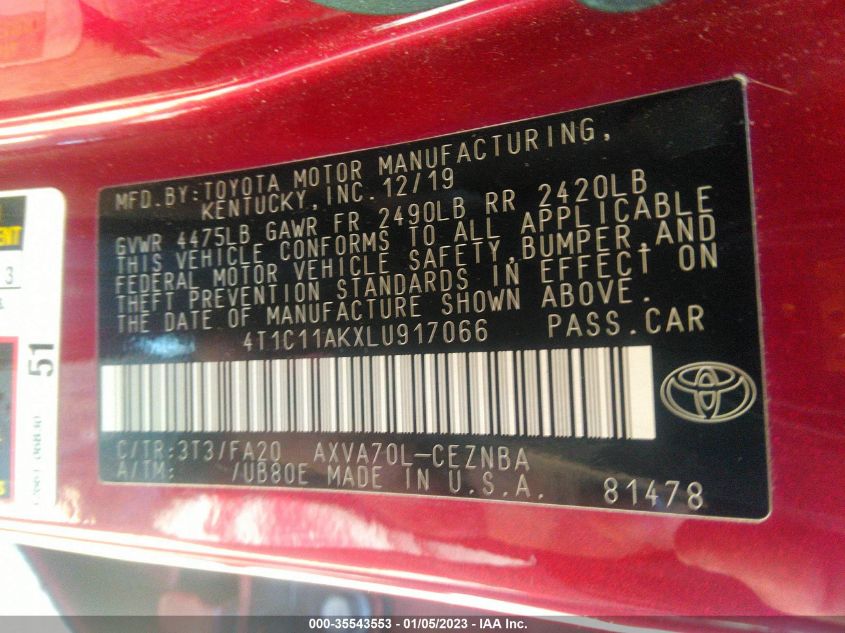 MFD.BY:TOYOTA MOTOR MANUFACTURING,
KENTUCKY,INC. 12/19
GVWR 4475LB GAWR FR 2490LB RR 2420LB
THIS VEHICLE CONFORMS TO ALL APPLICABLE
FEDERAL MOTOR VEHICLE SAFETY,BUMPER,AND
THEFT PREVENTION STANDARDS IN EFFECT ON
THE DATE OF MANUFACTURE SHOWN ABOVE.
4T1C11AKXLU917066 PASS.CAR
C/TR:3T3/FA20 AXVA70L-CEZNBA
A/TM: /UB80E MADE IN U.S.A.
81478
3
51
000-35543553 - 01/05/2023 - IAA Inc.